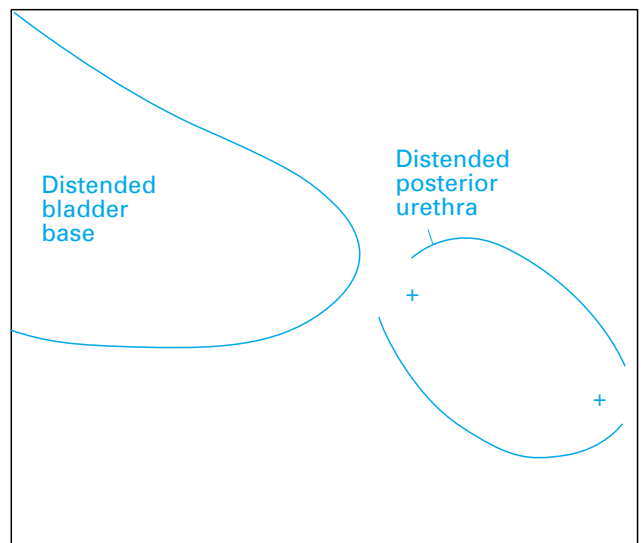 Distended
bladder
base
Distended
posterior
urethra
+
+